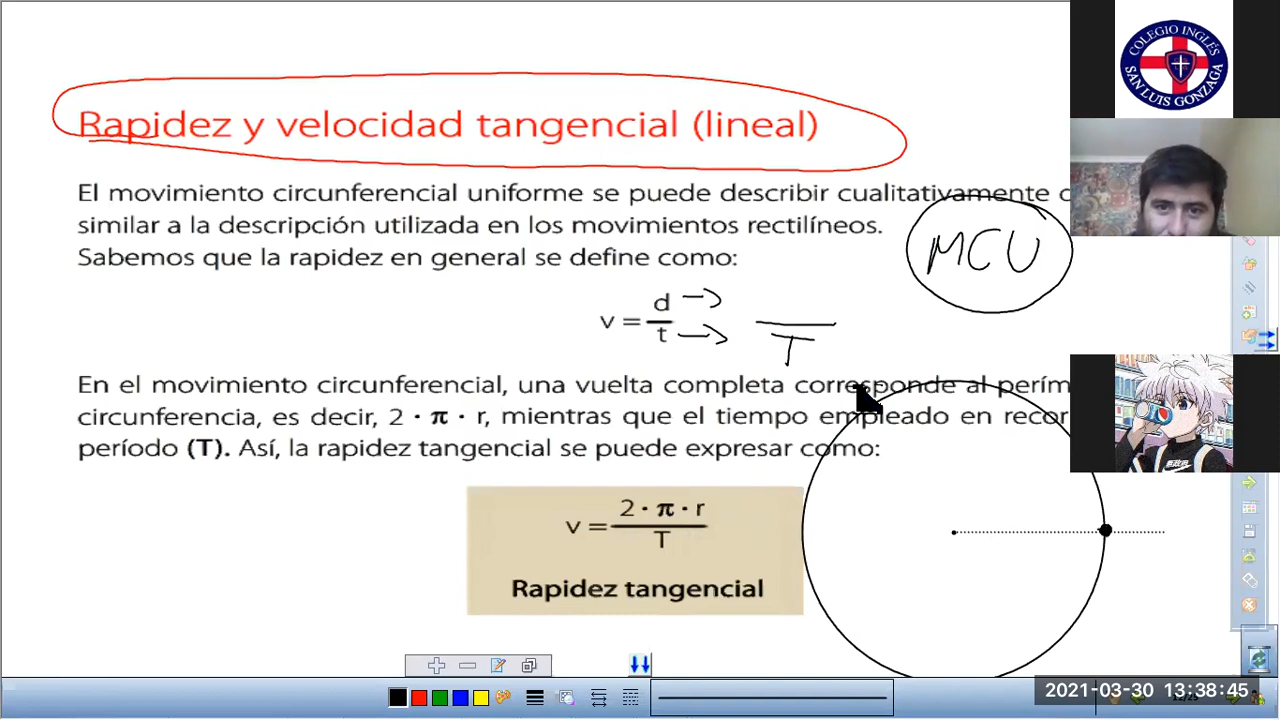 COLEGIO INGLÉS
SAN LUIS GONZAGA
Rapidez y velocidad tangencial (lineal)
El movimiento circunferencial uniforme se puede describir cualitativamente
similar a la descripción utilizada en los movimientos rectilíneos.
Sabemos que la rapidez en general se define como:
MCU
v = d/t → →
T
En el movimiento circunferencial, una vuelta completa corresponde al
circunferencia, es decir, 2 · π · r, mientras que el tiempo empleado en
período (T). Así, la rapidez tangencial se puede expresar como:
v = 2 · π · r / T
Rapidez tangencial
2021-03-30 13:38:45